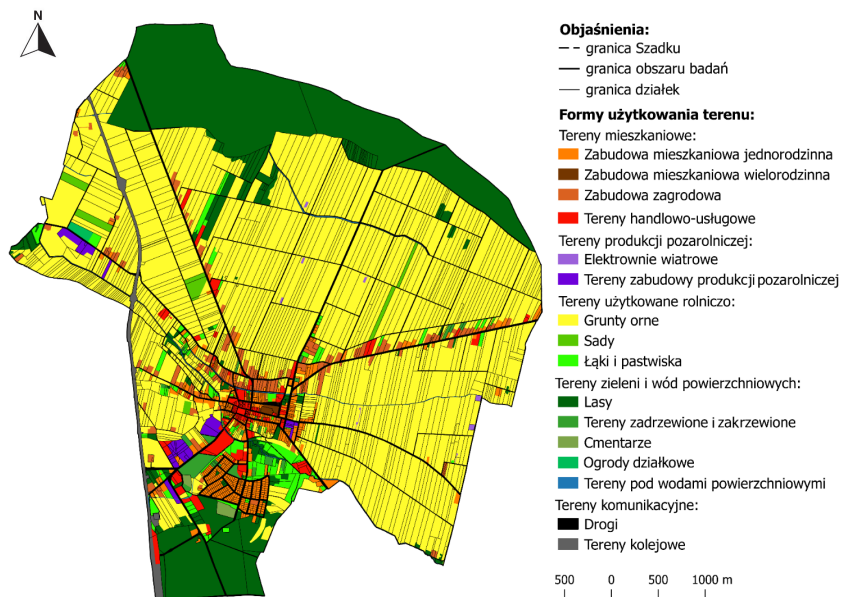 N
Objaśnienia:
granica Szadku
granica obszaru badań
granica działek
Formy użytkowania terenu:
Tereny mieszkaniowe:
Zabudowa mieszkaniowa jednorodzinna
Zabudowa mieszkaniowa wielorodzinna
Zabudowa zagrodowa
Tereny handlowo-usługowe
Tereny produkcji pozarolniczej:
Elektrownie wiatrowe
Tereny zabudowy produkcji pozarolniczej
Tereny użytkowane rolniczo:
Grunty orne
Sady
Łąki i pastwiska
Tereny zieleni i wód powierzchniowych:
Lasy
Tereny zadrzewione i zakrzewione
Cmentarze
Ogrody działkowe
Tereny pod wodami powierzchniowymi
Tereny komunikacyjne:
Drogi
Tereny kolejowe
500 0 500 1000 m